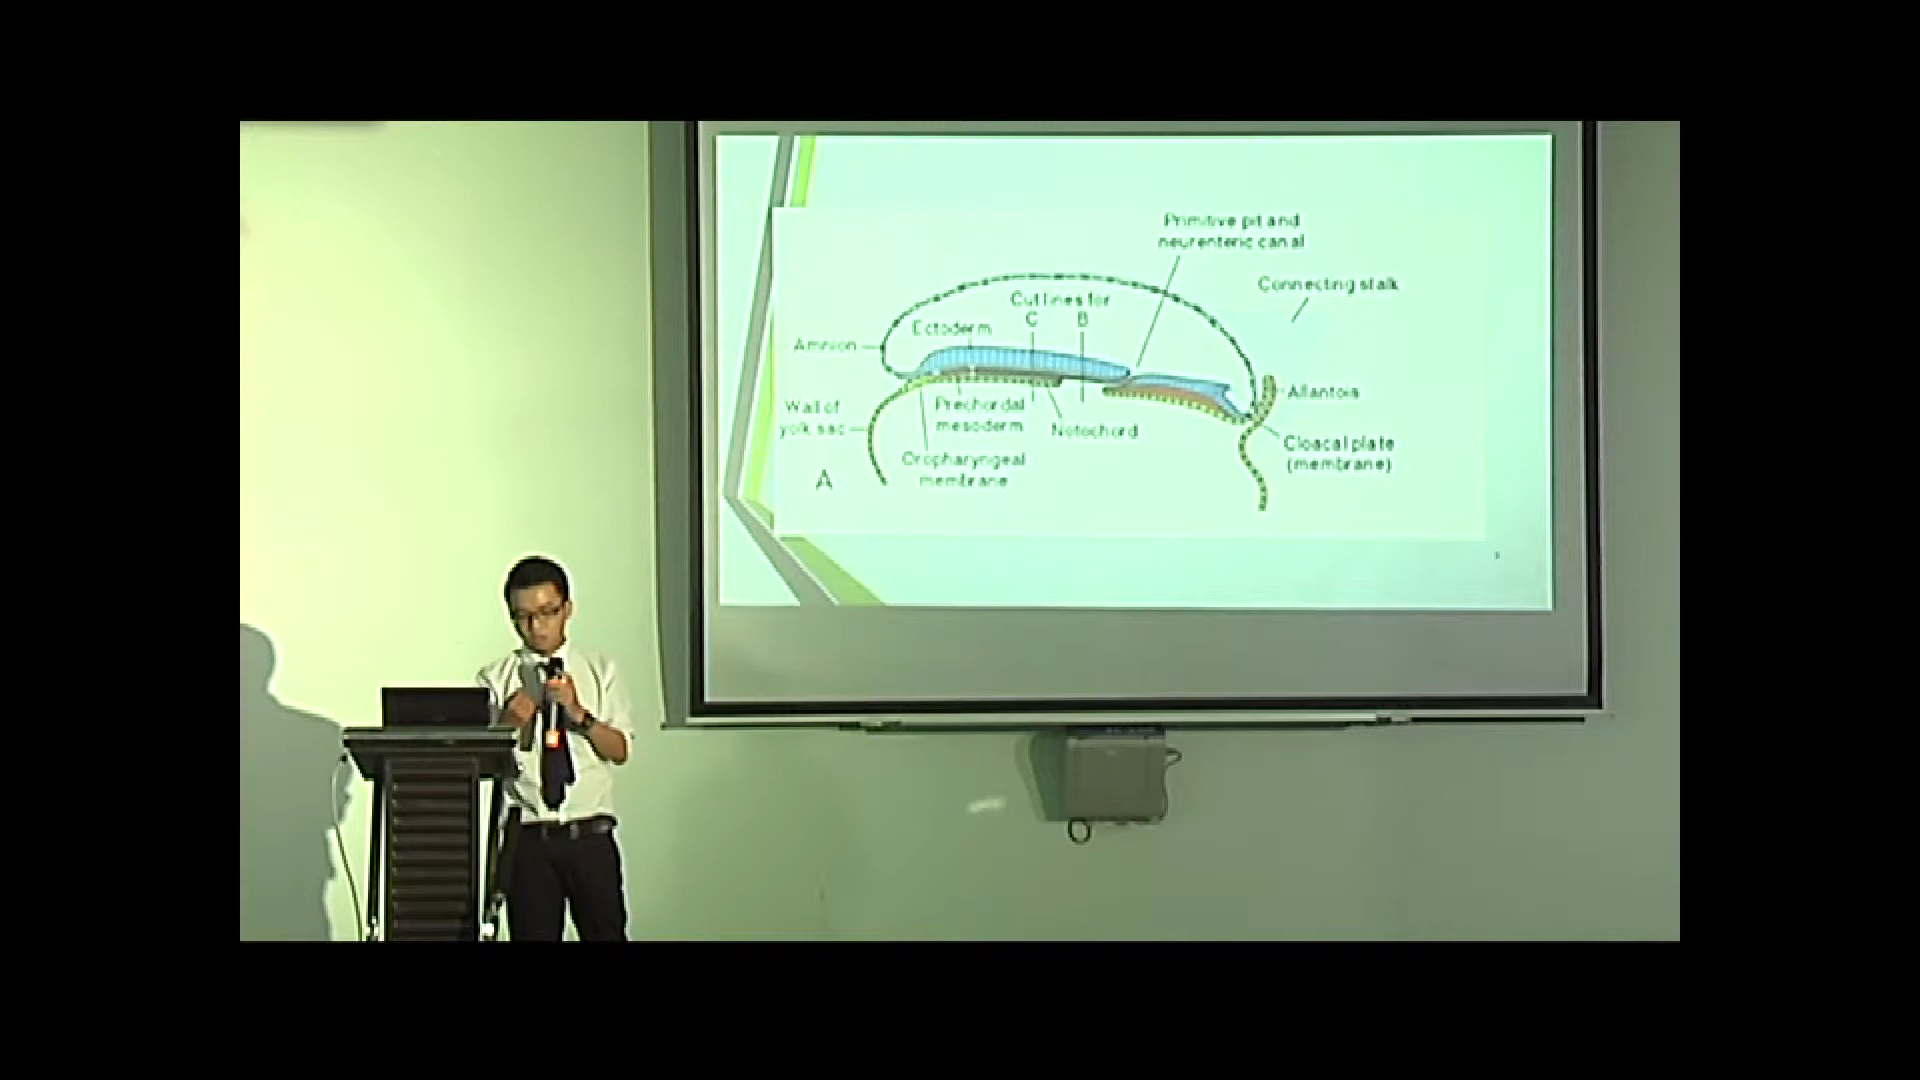 Primitive pit and
neurenteric canal
Connecting stalk
Cut lines for
C
B
Ectoderm
Amnion
Allantois
Wall of
yolk sac
Prechordal
mesoderm
Notochord
Cloacal plate
(membrane)
Oropharyngeal
membrane
A